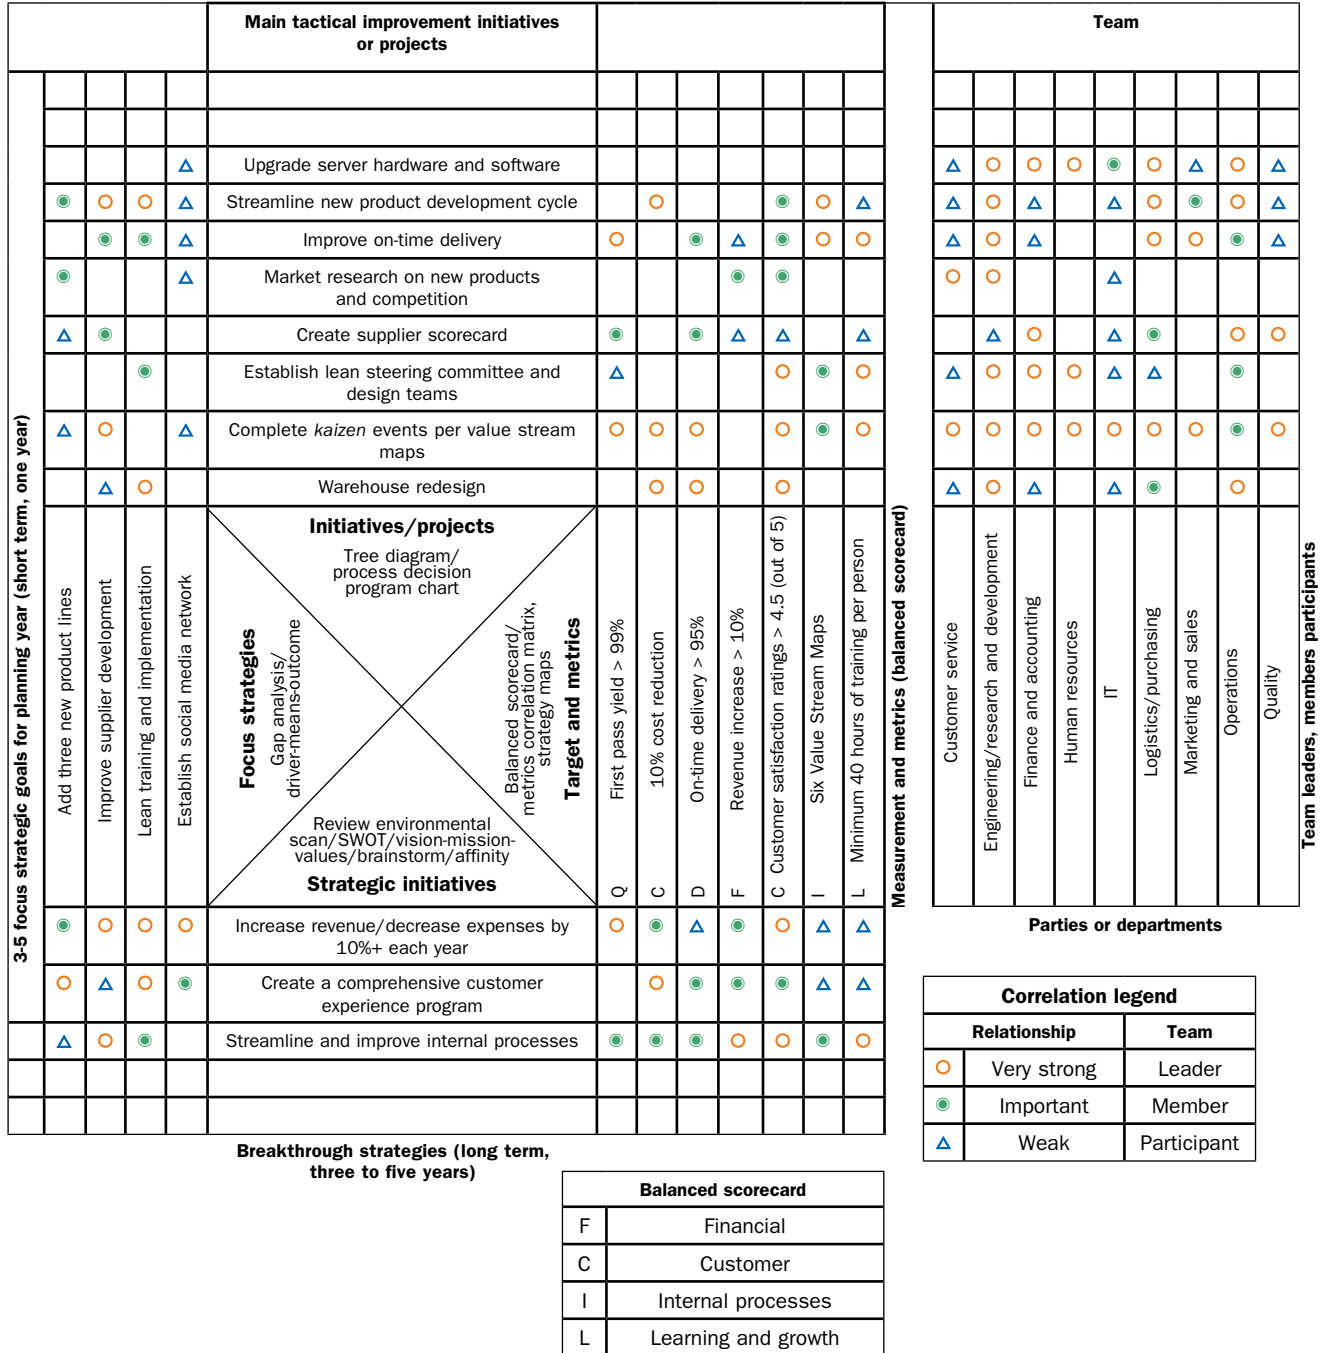 Main tactical improvement initiatives
or projects
Team
Upgrade server hardware and software
Streamline new product development cycle
Improve on-time delivery
Market research on new products
and competition
Create supplier scorecard
Establish lean steering committee and
design teams
Complete kaizen events per value stream
maps
Warehouse redesign
3-5 focus strategic goals for planning year (short term, one year)
Add three new product lines
Improve supplier development
Lean training and implementation
Establish social media network
Initiatives/projects
Tree diagram/
process decision
program chart
Focus strategies
Gap analysis/
driver-means-outcome
Balanced scorecard/
metrics correlation matrix,
strategy maps
Target and metrics
Review environmental
scan/SWOT/vision-mission-
values/brainstorm/affinity
Strategic initiatives
Q First pass yield > 99%
C 10% cost reduction
D On-time delivery > 95%
F Revenue increase > 10%
C Customer satisfaction ratings > 4.5 (out of 5)
I Six Value Stream Maps
L Minimum 40 hours of training per person
Measurement and metrics (balanced scorecard)
Customer service
Engineering/research and development
Finance and accounting
Human resources
IT
Logistics/purchasing
Marketing and sales
Operations
Quality
Team leaders, members participants
Parties or departments
Increase revenue/decrease expenses by
10%+ each year
Create a comprehensive customer
experience program
Streamline and improve internal processes
Breakthrough strategies (long term,
three to five years)
Correlation legend
Relationship Team
Very strong Leader
Important Member
Weak Participant
Balanced scorecard
F Financial
C Customer
I Internal processes
L Learning and growth